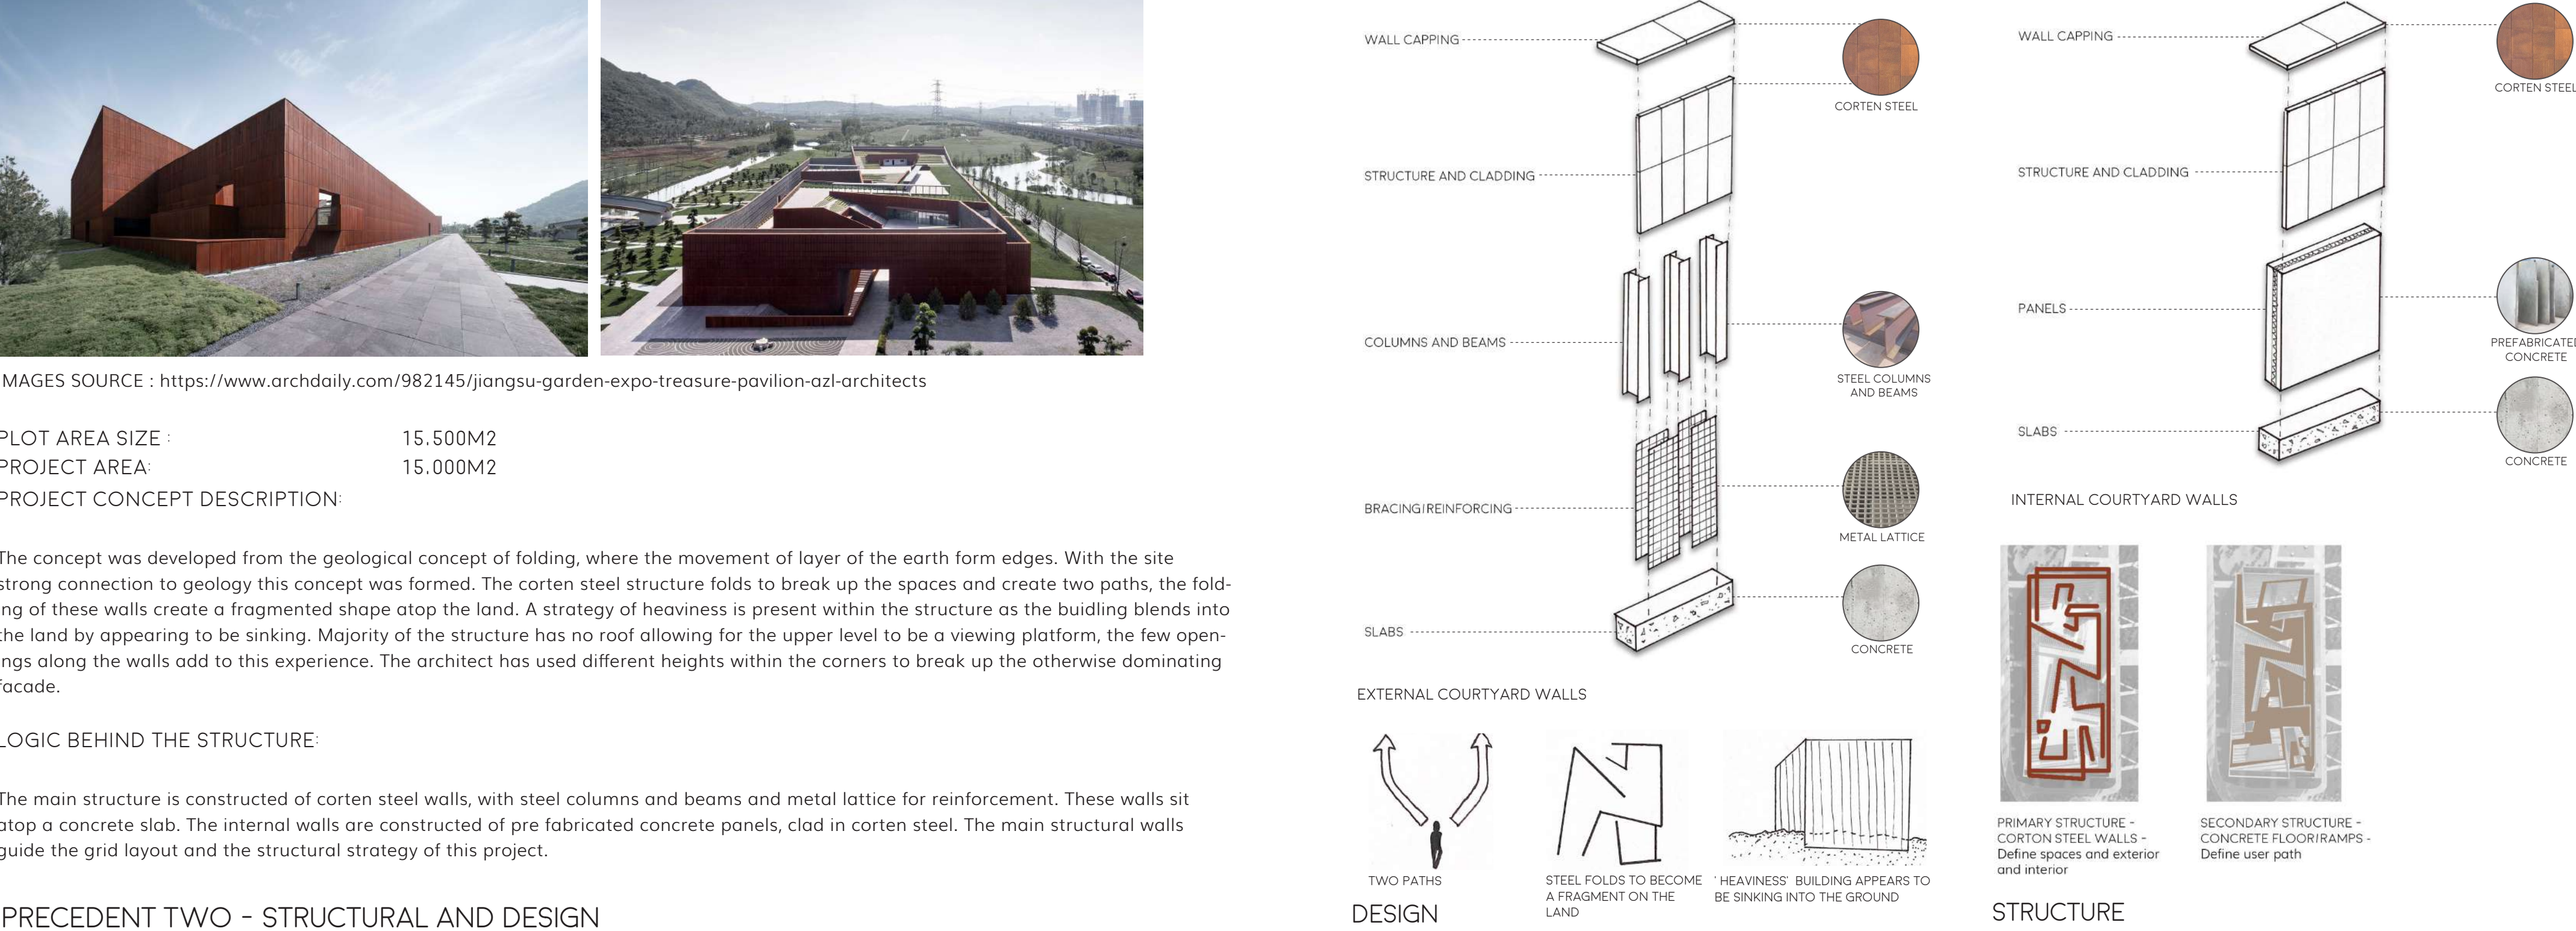 MAGES SOURCE : https://www.archdaily.com/982145/jiangsu-garden-expo-treasure-pavilion-azl-architects
PLOT AREA SIZE : 15.500M2
PROJECT AREA: 15.000M2
PROJECT CONCEPT DESCRIPTION:
The concept was developed from the geological concept of folding, where the movement of layer of the earth form edges. With the site
strong connection to geology this concept was formed. The corten steel structure folds to break up the spaces and create two paths, the fold-
ing of these walls create a fragmented shape atop the land. A strategy of heaviness is present within the structure as the buidling blends into
the land by appearing to be sinking. Majority of the structure has no roof allowing for the upper level to be a viewing platform, the few open-
ings along the walls add to this experience. The architect has used different heights within the corners to break up the otherwise dominating
facade.
LOGIC BEHIND THE STRUCTURE:
The main structure is constructed of corten steel walls, with steel columns and beams and metal lattice for reinforcement. These walls sit
atop a concrete slab. The internal walls are constructed of pre fabricated concrete panels, clad in corten steel. The main structural walls
guide the grid layout and the structural strategy of this project.
PRECEDENT TWO - STRUCTURAL AND DESIGN
WALL CAPPING
CORTEN STEEL
STRUCTURE AND CLADDING
COLUMNS AND BEAMS
STEEL COLUMNS
AND BEAMS
BRACING/REINFORCING
METAL LATTICE
SLABS
CONCRETE
EXTERNAL COURTYARD WALLS
TWO PATHS
STEEL FOLDS TO BECOME
A FRAGMENT ON THE
LAND
' HEAVINESS' BUILDING APPEARS TO
BE SINKING INTO THE GROUND
DESIGN
WALL CAPPING
CORTEN STEEL
STRUCTURE AND CLADDING
PANELS
PREFABRICATED
CONCRETE
SLABS
CONCRETE
INTERNAL COURTYARD WALLS
PRIMARY STRUCTURE -
CORTON STEEL WALLS -
Define spaces and exterior
and interior
SECONDARY STRUCTURE -
CONCRETE FLOOR/RAMPS -
Define user path
STRUCTURE